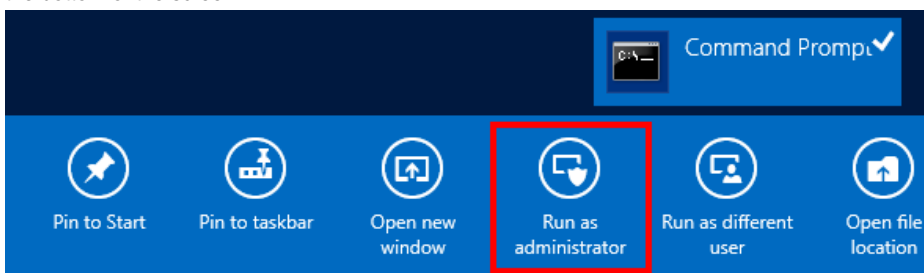 Command Prompt
C:\_
Pin to Start
Pin to taskbar
Open new
window
Run as
administrator
Run as different
user
Open file
location